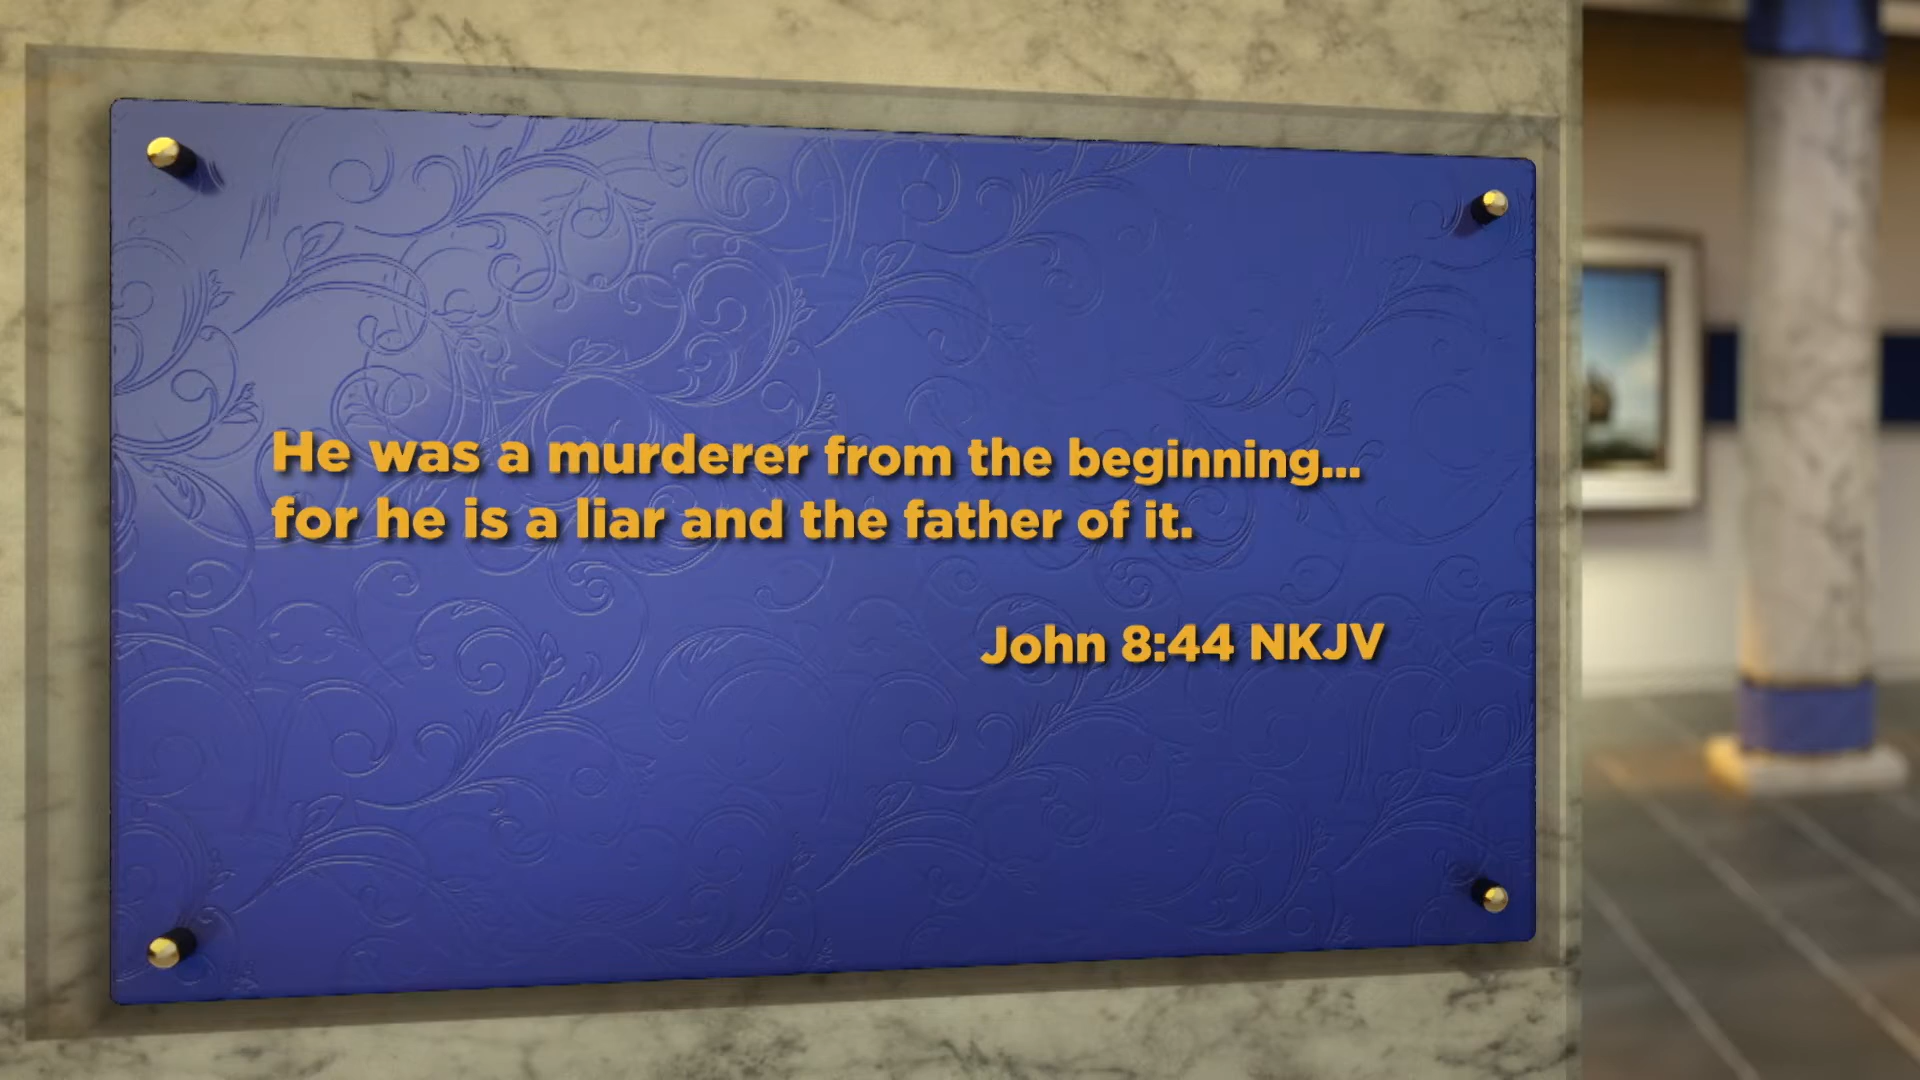 He was a murderer from the beginning...
for he is a liar and the father of it.
John 8:44 NKJV